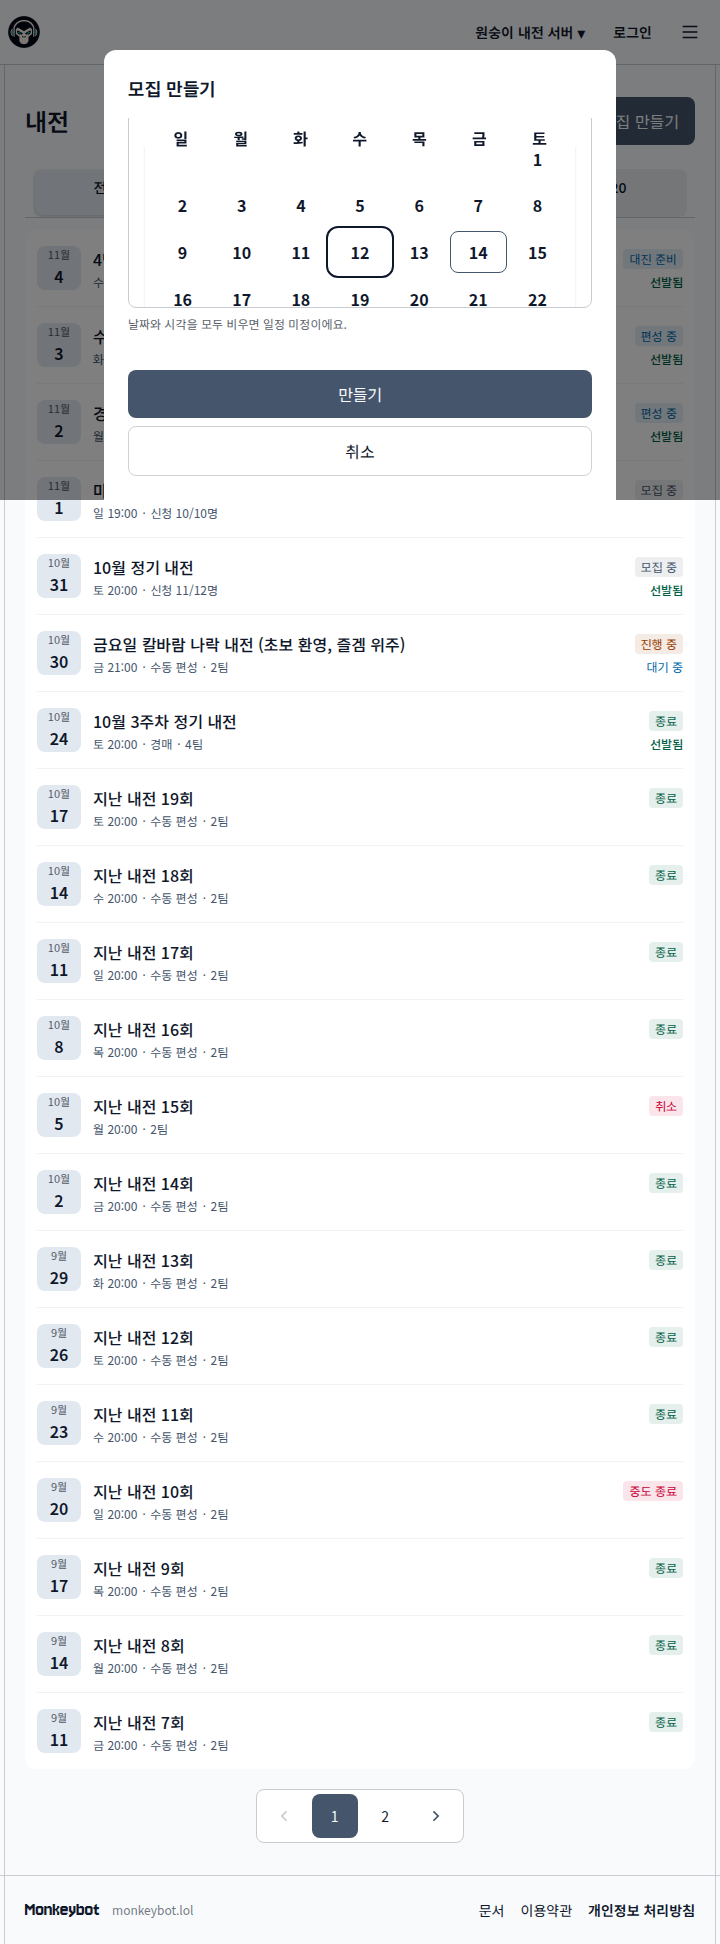 원숭이 내전 서버 ▾ 로그인
모집 만들기
내전
집 만들기
일 월 화 수 목 금 토
1
2 3 4 5 6 7 8
9 10 11 12 13 14 15
16 17 18 19 20 21 22
날짜와 시각을 모두 비우면 일정 미정이에요.
만들기
취소
11월
4
대진 준비
선발됨
11월
3
편성 중
선발됨
11월
2
편성 중
선발됨
11월
1
모집 중
일 19:00 · 신청 10/10명
10월
31
10월 정기 내전
토 20:00 · 신청 11/12명
모집 중
선발됨
10월
30
금요일 칼바람 나락 내전 (초보 환영, 즐겜 위주)
금 21:00 · 수동 편성 · 2팀
진행 중
대기 중
10월
24
10월 3주차 정기 내전
토 20:00 · 경매 · 4팀
종료
선발됨
10월
17
지난 내전 19회
토 20:00 · 수동 편성 · 2팀
종료
10월
14
지난 내전 18회
수 20:00 · 수동 편성 · 2팀
종료
10월
11
지난 내전 17회
일 20:00 · 수동 편성 · 2팀
종료
10월
8
지난 내전 16회
목 20:00 · 수동 편성 · 2팀
종료
10월
5
지난 내전 15회
월 20:00 · 2팀
취소
10월
2
지난 내전 14회
금 20:00 · 수동 편성 · 2팀
종료
9월
29
지난 내전 13회
화 20:00 · 수동 편성 · 2팀
종료
9월
26
지난 내전 12회
토 20:00 · 수동 편성 · 2팀
종료
9월
23
지난 내전 11회
수 20:00 · 수동 편성 · 2팀
종료
9월
20
지난 내전 10회
일 20:00 · 수동 편성 · 2팀
중도 종료
9월
17
지난 내전 9회
목 20:00 · 수동 편성 · 2팀
종료
9월
14
지난 내전 8회
월 20:00 · 수동 편성 · 2팀
종료
9월
11
지난 내전 7회
금 20:00 · 수동 편성 · 2팀
종료
1 2
Monkeybot monkeybot.lol 문서 이용약관 개인정보 처리방침